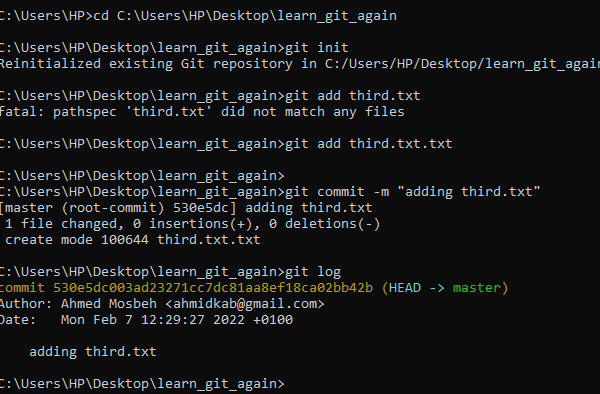 C:\Users\HP>cd C:\Users\HP\Desktop\learn_git_again
C:\Users\HP\Desktop\learn_git_again>git init
Reinitialized existing Git repository in C:/Users/HP/Desktop/learn_git_again
C:\Users\HP\Desktop\learn_git_again>git add third.txt
fatal: pathspec 'third.txt' did not match any files
C:\Users\HP\Desktop\learn_git_again>git add third.txt.txt
C:\Users\HP\Desktop\learn_git_again>
C:\Users\HP\Desktop\learn_git_again>git commit -m "adding third.txt"
[master (root-commit) 530e5dc] adding third.txt
1 file changed, 0 insertions(+), 0 deletions(-)
create mode 100644 third.txt.txt
C:\Users\HP\Desktop\learn_git_again>git log
commit 530e5dc003ad23271cc7dc81aa8ef18ca02bb42b (HEAD -> master)
Author: Ahmed Mosbeh <ahmidkab@gmail.com>
Date:   Mon Feb 7 12:29:27 2022 +0100
adding third.txt
C:\Users\HP\Desktop\learn_git_again>